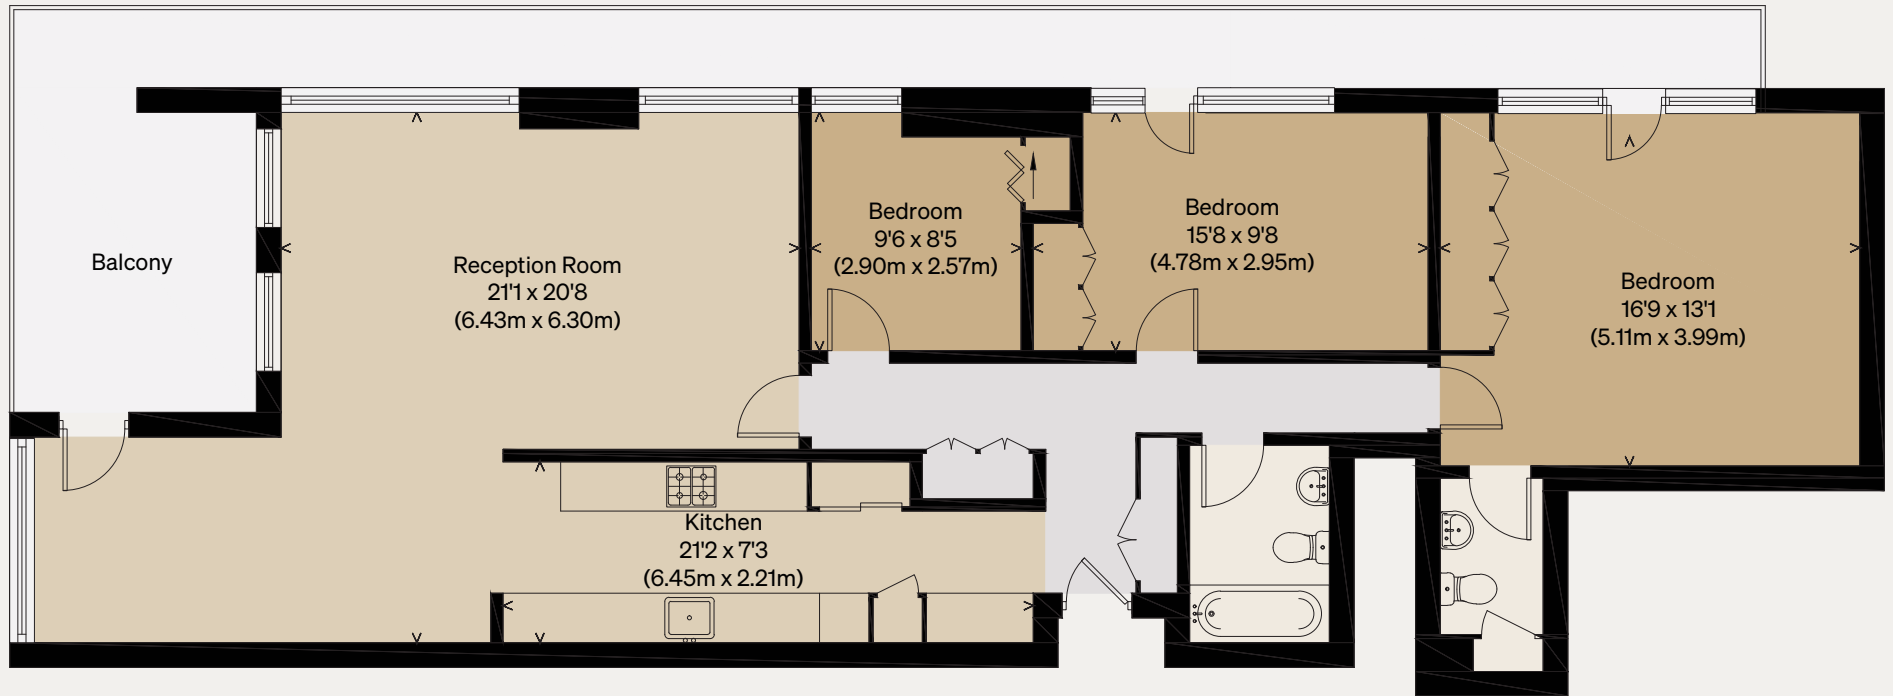 Balcony
Reception Room
21'1 x 20'8
(6.43m x 6.30m)
Bedroom
9'6 x 8'5
(2.90m x 2.57m)
Bedroom
15'8 x 9'8
(4.78m x 2.95m)
Bedroom
16'9 x 13'1
(5.11m x 3.99m)
Kitchen
21'2 x 7'3
(6.45m x 2.21m)